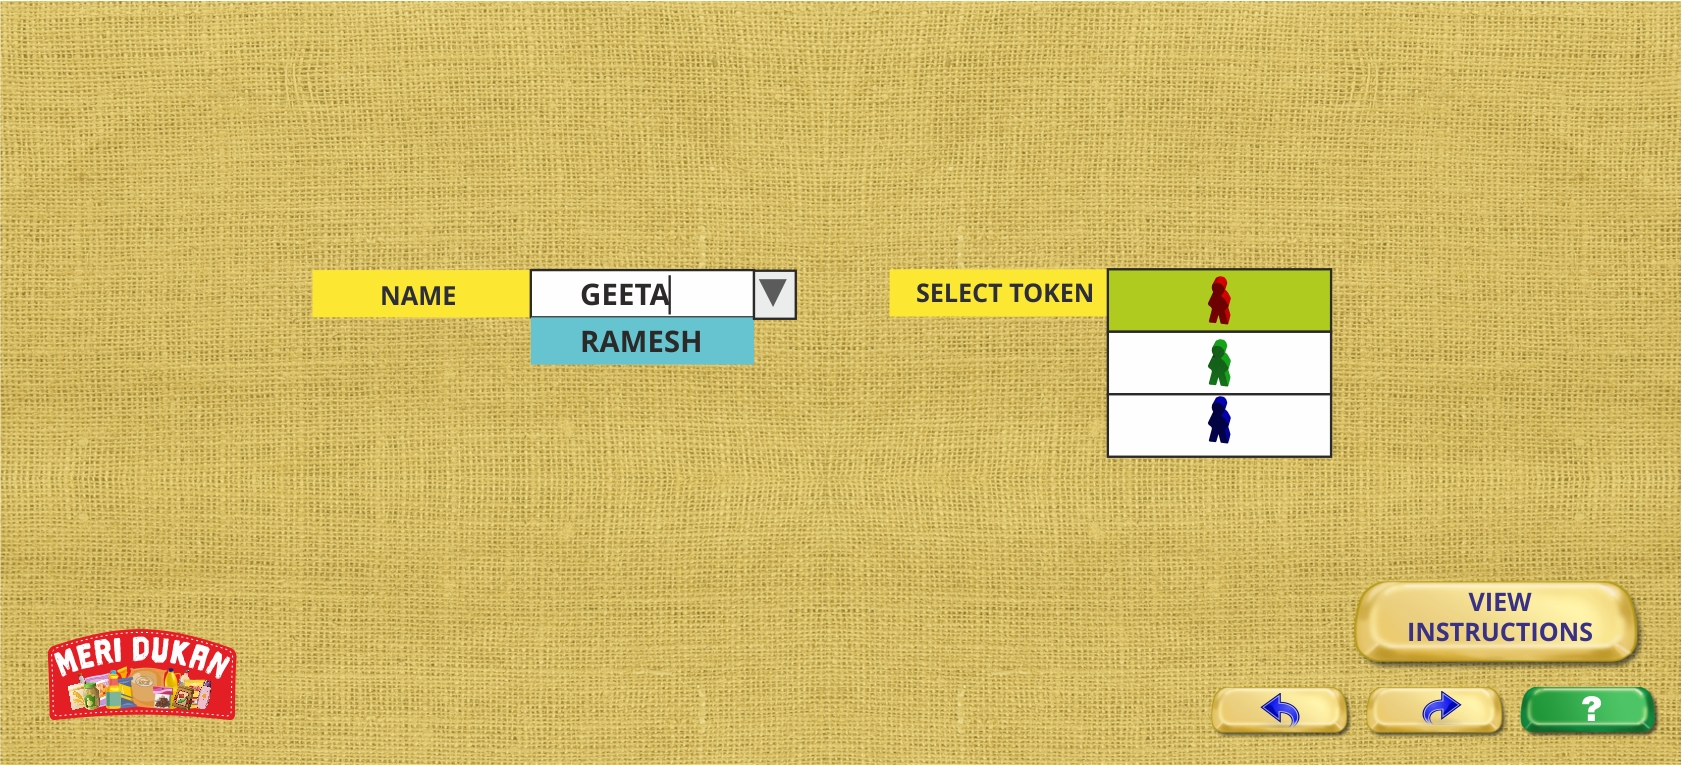 NAME
GEETA
SELECT TOKEN
RAMESH
VIEW
INSTRUCTIONS
MERI DUKAN
?